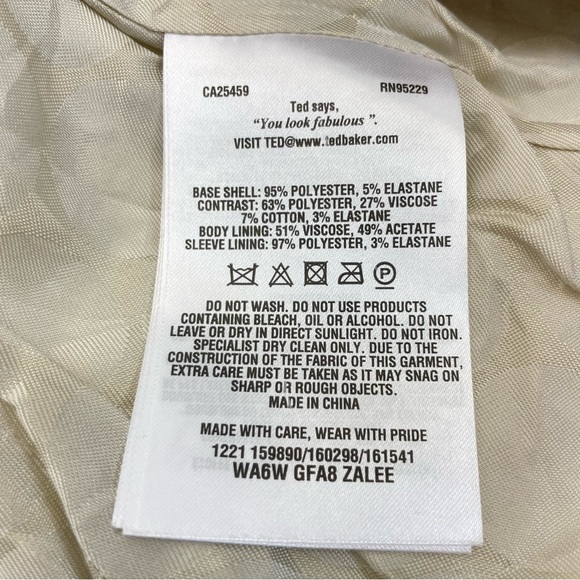 CA25459 RN95229
Ted says,
"You look fabulous ".
VISIT TED@www.tedbaker.com
BASE SHELL: 95% POLYESTER, 5% ELASTANE
CONTRAST: 63% POLYESTER, 27% VISCOSE
7% COTTON, 3% ELASTANE
BODY LINING: 51% VISCOSE, 49% ACETATE
SLEEVE LINING: 97% POLYESTER, 3% ELASTANE
P
DO NOT WASH. DO NOT USE PRODUCTS
CONTAINING BLEACH, OIL OR ALCOHOL. DO NOT
LEAVE OR DRY IN DIRECT SUNLIGHT. DO NOT IRON.
SPECIALIST DRY CLEAN ONLY. DUE TO THE
CONSTRUCTION OF THE FABRIC OF THIS GARMENT,
EXTRA CARE MUST BE TAKEN AS IT MAY SNAG ON
SHARP OR ROUGH OBJECTS.
MADE IN CHINA
MADE WITH CARE, WEAR WITH PRIDE
1221 159890/160298/161541
WA6W GFA8 ZALEE